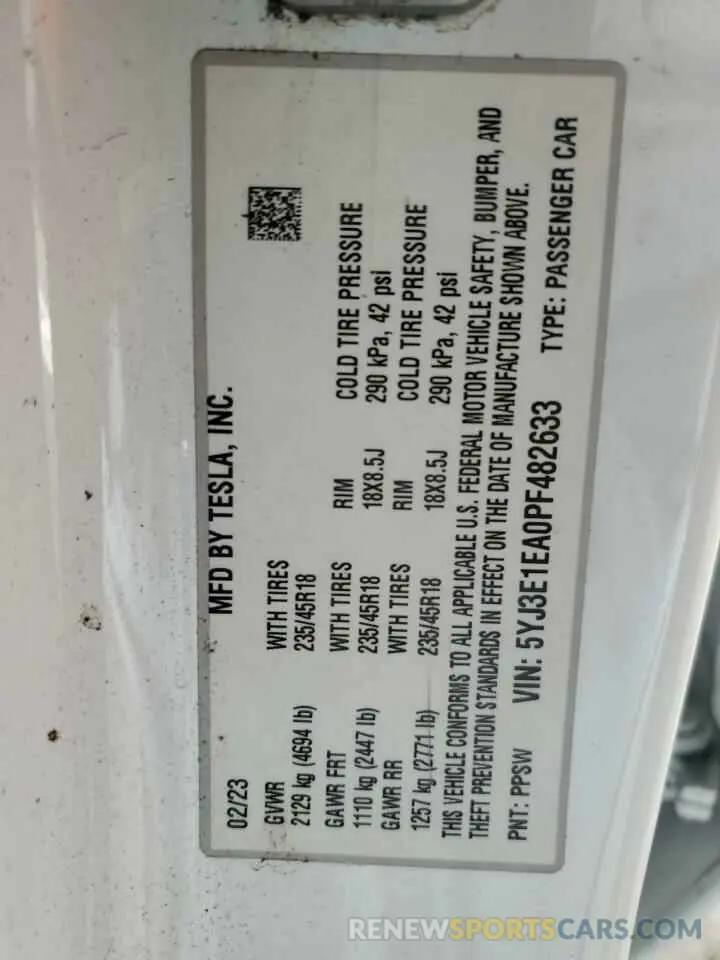 02/23 MFD BY TESLA, INC.
GVWR WITH TIRES
2129 kg (4694 lb) 235/45R18
GAWR FRT WITH TIRES RIM COLD TIRE PRESSURE
1110 kg (2447 lb) 235/45R18 18X8.5J 290 kPa, 42 psi
GAWR RR WITH TIRES RIM COLD TIRE PRESSURE
1257 kg (2771 lb) 235/45R18 18X8.5J 290 kPa, 42 psi
THIS VEHICLE CONFORMS TO ALL APPLICABLE U.S. FEDERAL MOTOR VEHICLE SAFETY, BUMPER, AND
THEFT PREVENTION STANDARDS IN EFFECT ON THE DATE OF MANUFACTURE SHOWN ABOVE.
PNT: PPSW VIN: 5YJ3E1EA0PF482633 TYPE: PASSENGER CAR
RENEWSPORTSCARS.COM